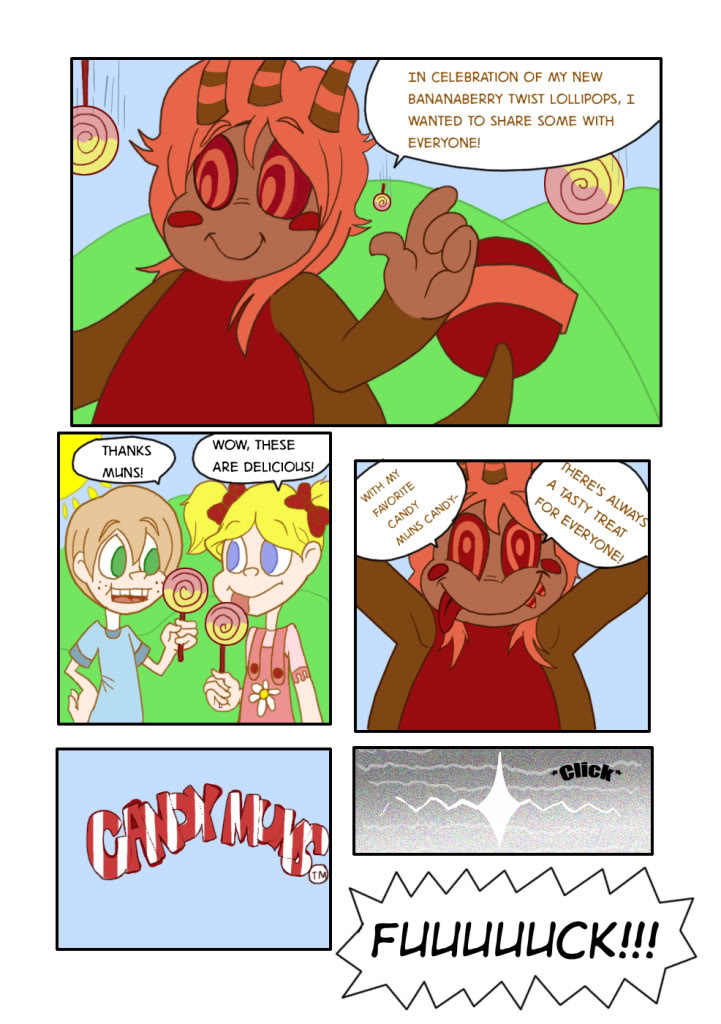 IN CELEBRATION OF MY NEW
BANANABERRY TWIST LOLLIPOPS, I
WANTED TO SHARE SOME WITH
EVERYONE!
THANKS
MUNS!
WOW, THESE
ARE DELICIOUS!
WITH MY
FAVORITE
CANDY
MUNS CANDY-
THERE'S ALWAYS
A TASTY TREAT
FOR EVERYONE!
CANDY MUNS
TM
*Click*
FUUUUUCK!!!